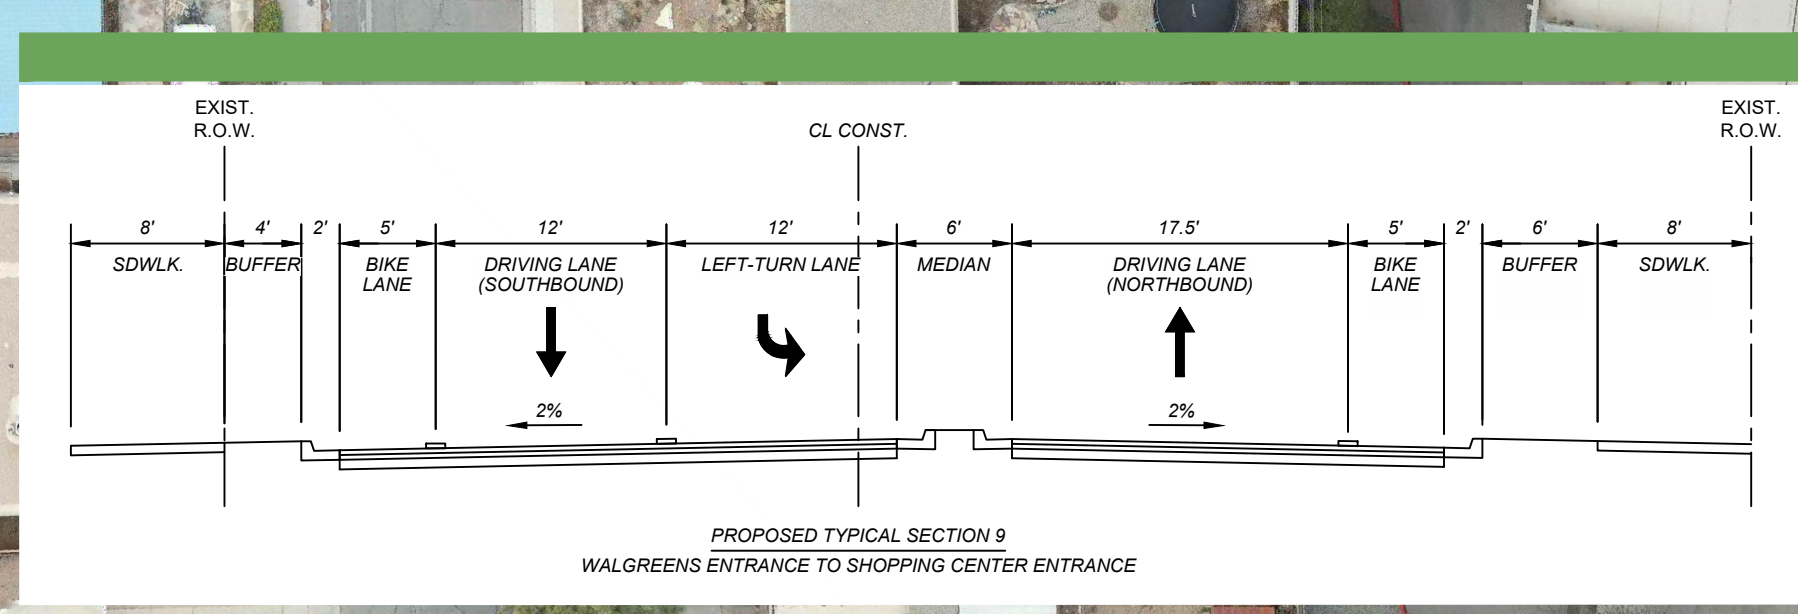 EXIST.
R.O.W.
CL CONST.
EXIST.
R.O.W.
8' 4' 2' 5' 12' 12' 6' 17.5' 5' 2' 6' 8'
SDWLK.
BUFFER
BIKE
LANE
DRIVING LANE
(SOUTHBOUND)
LEFT-TURN LANE
MEDIAN
DRIVING LANE
(NORTHBOUND)
BIKE
LANE
BUFFER
SDWLK.
2% 2%
PROPOSED TYPICAL SECTION 9
WALGREENS ENTRANCE TO SHOPPING CENTER ENTRANCE